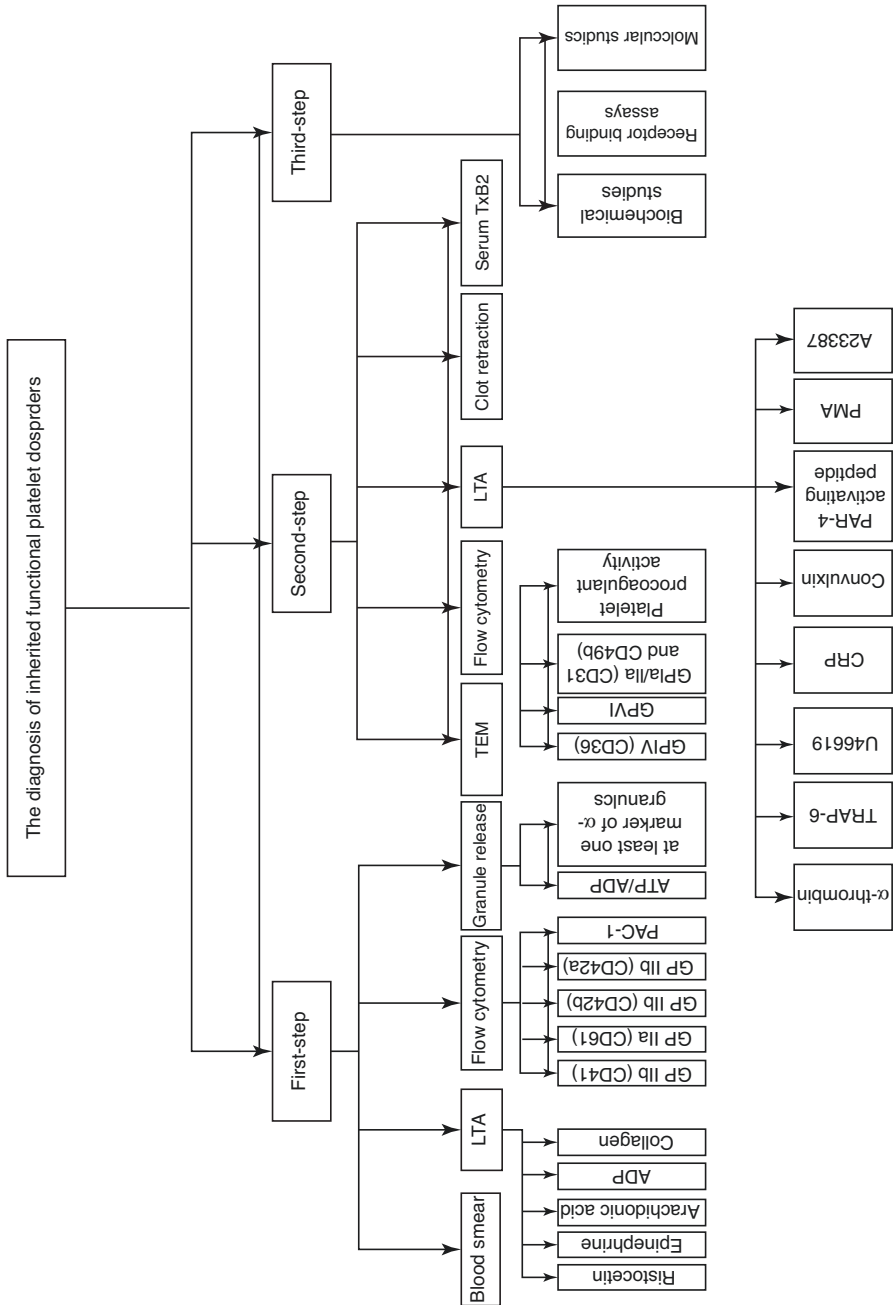 The diagnosis of inherited functional platelet dosprders
First-step
Second-step
Third-step
Blood smear
LTA
Flow cytometry
Granule release
TEM
Flow cytometry
LTA
Clot retraction
Serum TxB2
Ristocetin
Epinephrine
Arachidonic acid
ADP
Collagen
GP IIb (CD41)
GP IIa (CD61)
GP IIb (CD42b)
GP IIb (CD42a)
PAC-1
ATP/ADP
at least one
marker of α-
granulcs
GPIV (CD36)
GPVI
GPIa/IIa (CD31
and CD49b)
Platelet
procoagulant
activity
Biochemical
studies
Receptor binding
assays
Moleccular studics
α-thrombin
TRAP-6
U46619
CRP
Convulxin
PAR-4
activating
peptide
PMA
A23387